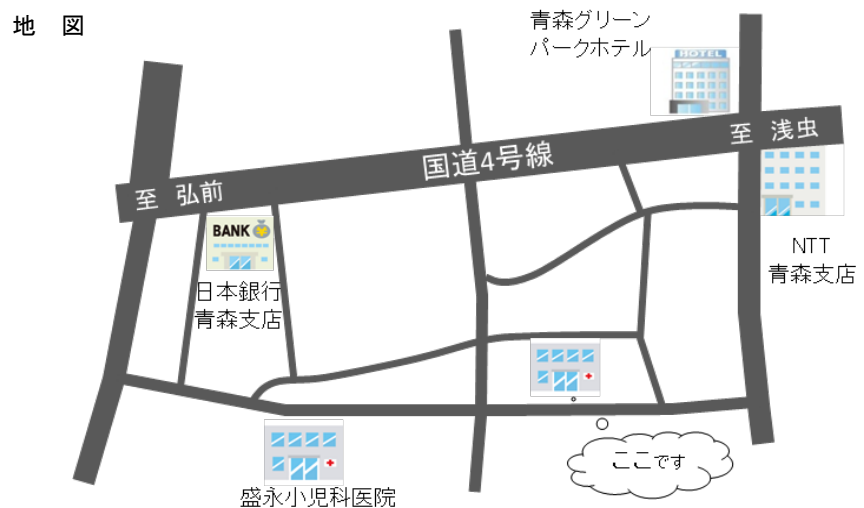 地 図
青森グリーン
パークホテル
HOTEL
至 浅虫
国道4号線
至 弘前
BANK
NTT
青森支店
日本銀行
青森支店
ここです
盛永小児科医院